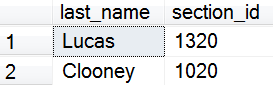 last_name section_id
1 Lucas 1320
2 Clooney 1020